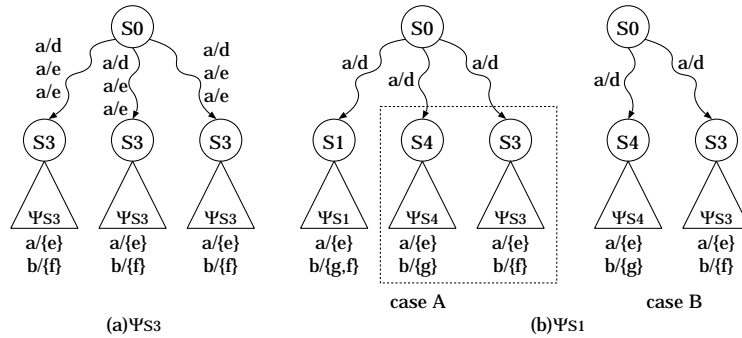 S0
a/d
a/e
a/e
a/d
a/e
a/e
a/d
a/e
a/e
S3
S3
S3
ΨS3
ΨS3
ΨS3
a/{e}
b/{f}
a/{e}
b/{f}
a/{e}
b/{f}
(a)ΨS3
S0
a/d
a/d
a/d
S1
S4
S3
ΨS1
ΨS4
ΨS3
a/{e}
b/{g,f}
a/{e}
b/{g}
a/{e}
b/{f}
case A
S0
a/d
a/d
S4
S3
ΨS4
ΨS3
a/{e}
b/{g}
a/{e}
b/{f}
case B
(b)ΨS1